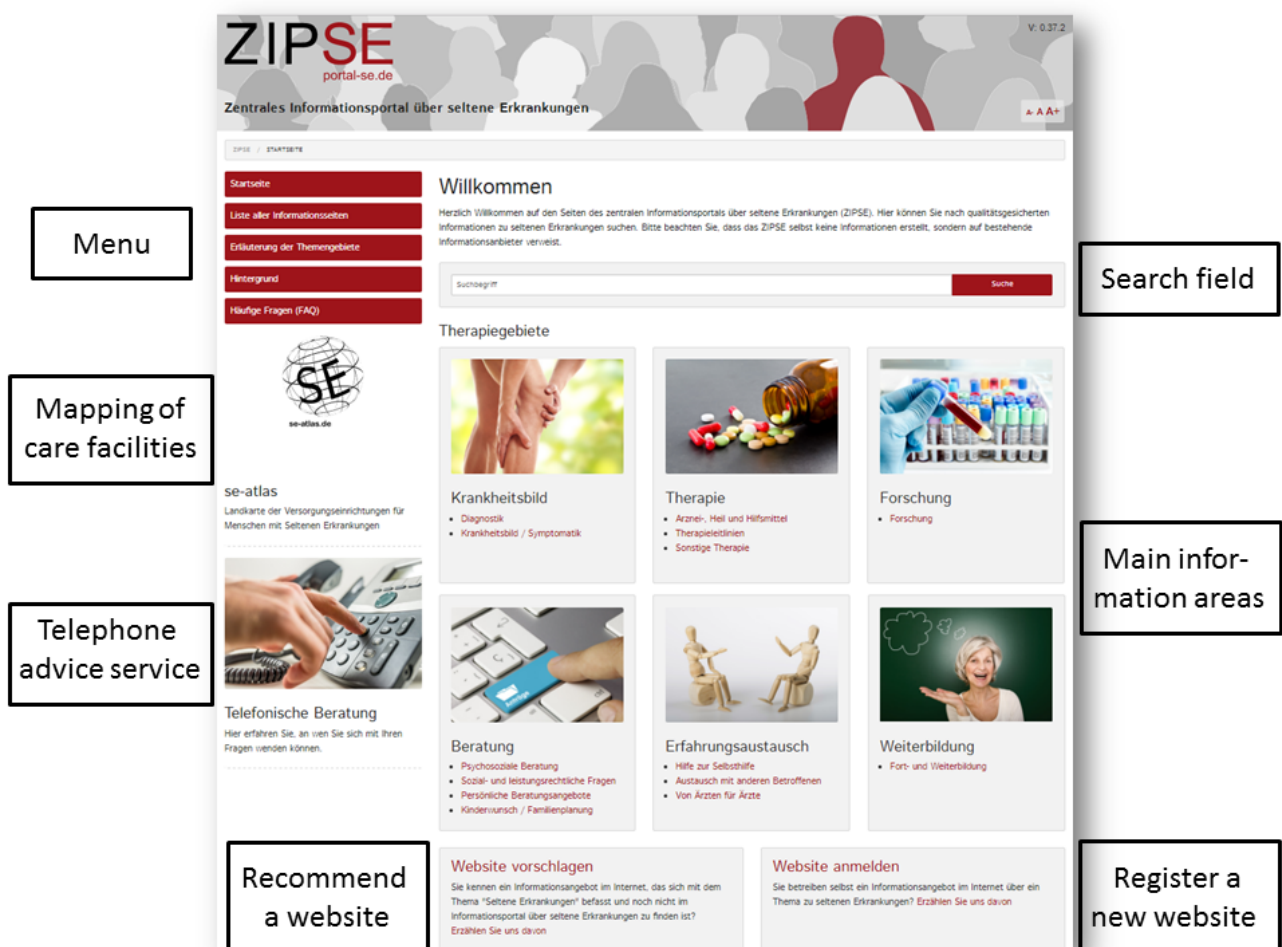 ZIPSE
portal-se.de
V: 0.37.2
Zentrales Informationsportal über seltene Erkrankungen
A- A A+
ZIPSE / STARTSEITE
Menu
Startseite
Liste aller Informationsseiten
Erläuterung der Themengebiete
Hintergrund
Häufige Fragen (FAQ)
Willkommen
Herzlich Willkommen auf den Seiten des zentralen Informationsportals über seltene Erkrankungen (ZIPSE). Hier können Sie nach qualitätsgesicherten
Informationen zu seltenen Erkrankungen suchen. Bitte beachten Sie, dass das ZIPSE selbst keine Informationen erstellt, sondern auf bestehende
Informationsanbieter verweist.
Suchbegriff
Suche
Search field
Mapping of
care facilities
SE
se-atlas.de
se-atlas
Landkarte der Versorgungseinrichtungen für
Menschen mit Seltenen Erkrankungen
Telephone
advice service
Telefonische Beratung
Hier erfahren Sie, an wen Sie sich mit Ihren
Fragen wenden können.
Therapiegebiete
Krankheitsbild
Diagnostik
Krankheitsbild / Symptomatik
Therapie
Arznei-, Heil und Hilfsmittel
Therapieleitlinien
Sonstige Therapie
Forschung
Forschung
Main infor-
mation areas
Beratung
Psychosoziale Beratung
Sozial- und leistungsrechtliche Fragen
Persönliche Beratungsangebote
Kinderwunsch / Familienplanung
Erfahrungsaustausch
Hilfe zur Selbsthilfe
Austausch mit anderen Betroffenen
Von Ärzten für Ärzte
Weiterbildung
Fort- und Weiterbildung
Recommend
a website
Website vorschlagen
Sie kennen ein Informationsangebot im Internet, das sich mit dem
Thema "Seltene Erkrankungen" befasst und noch nicht im
Informationsportal über seltene Erkrankungen zu finden ist?
Erzählen Sie uns davon
Website anmelden
Sie betreiben selbst ein Informationsangebot im Internet über ein
Thema zu seltenen Erkrankungen? Erzählen Sie uns davon
Register a
new website